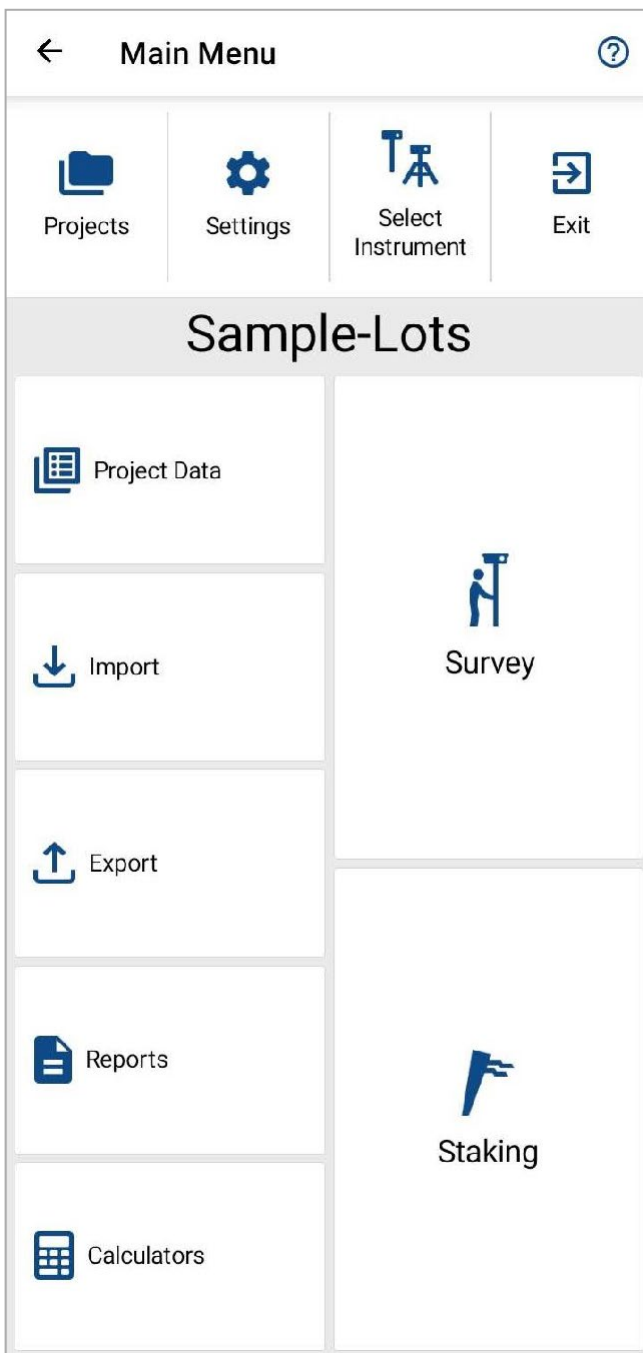 Main Menu
Projects
Settings
Select
Instrument
Exit
Sample-Lots
Project Data
Import
Export
Reports
Calculators
Survey
Staking